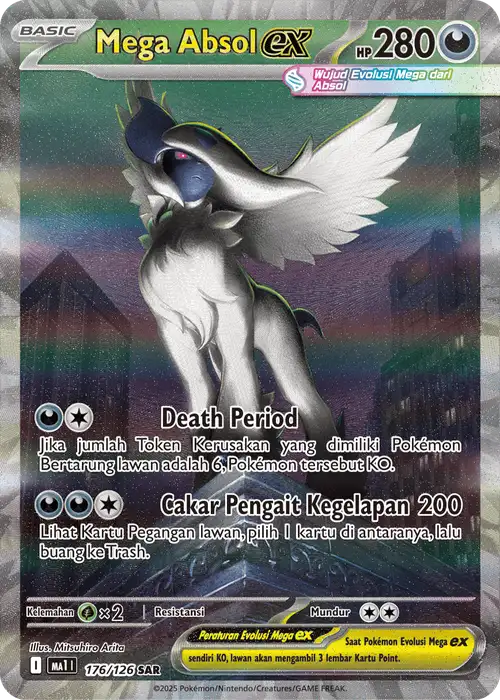 BASIC Mega Absol ex HP 280
Wujud Evolusi Mega dari
Absol
Death Period
Jika jumlah Token Kerusakan yang dimiliki Pokémon
Bertarung lawan adalah 6, Pokémon tersebut KO.
Cakar Pengait Kegelapan 200
Lihat Kartu Pegangan lawan, pilih 1 kartu di antaranya, lalu
buang ke Trash.
Kelemahan ×2 Resistansi Mundur
Illus. Mitsuhiro Arita
Peraturan Evolusi Mega ex Saat Pokémon Evolusi Mega ex
sendiri KO, lawan akan mengambil 3 lembar Kartu Point.
I MA1 I 176/126 SAR
©2025 Pokémon/Nintendo/Creatures/GAME FREAK.